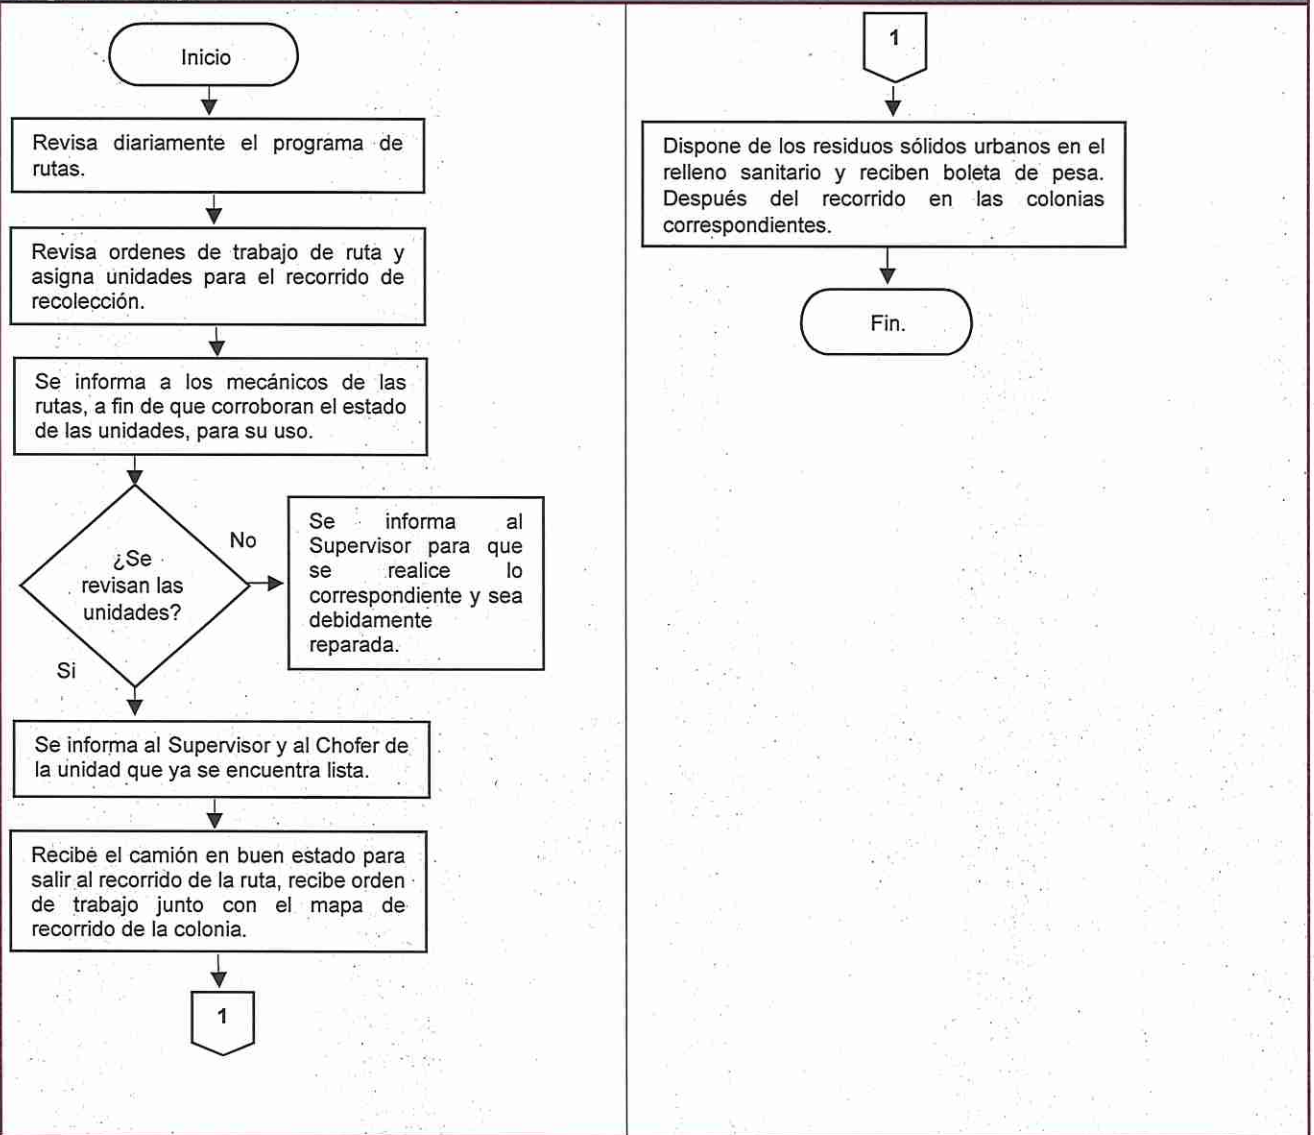 Inicio
Revisa diariamente el programa de
rutas.
Revisa ordenes de trabajo de ruta y
asigna unidades para el recorrido de
recolección.
Se informa a los mecánicos de las
rutas, a fin de que corroboran el estado
de las unidades, para su uso.
¿Se
revisan las
unidades?
No
Se informa al
Supervisor para que
se realice lo
correspondiente y sea
debidamente
reparada.
Si
Se informa al Supervisor y al Chofer de
la unidad que ya se encuentra lista.
Recibe el camión en buen estado para
salir al recorrido de la ruta, recibe orden
de trabajo junto con el mapa de
recorrido de la colonia.
1
1
Dispone de los residuos sólidos urbanos en el
relleno sanitario y reciben boleta de pesa.
Después del recorrido en las colonias
correspondientes.
Fin.